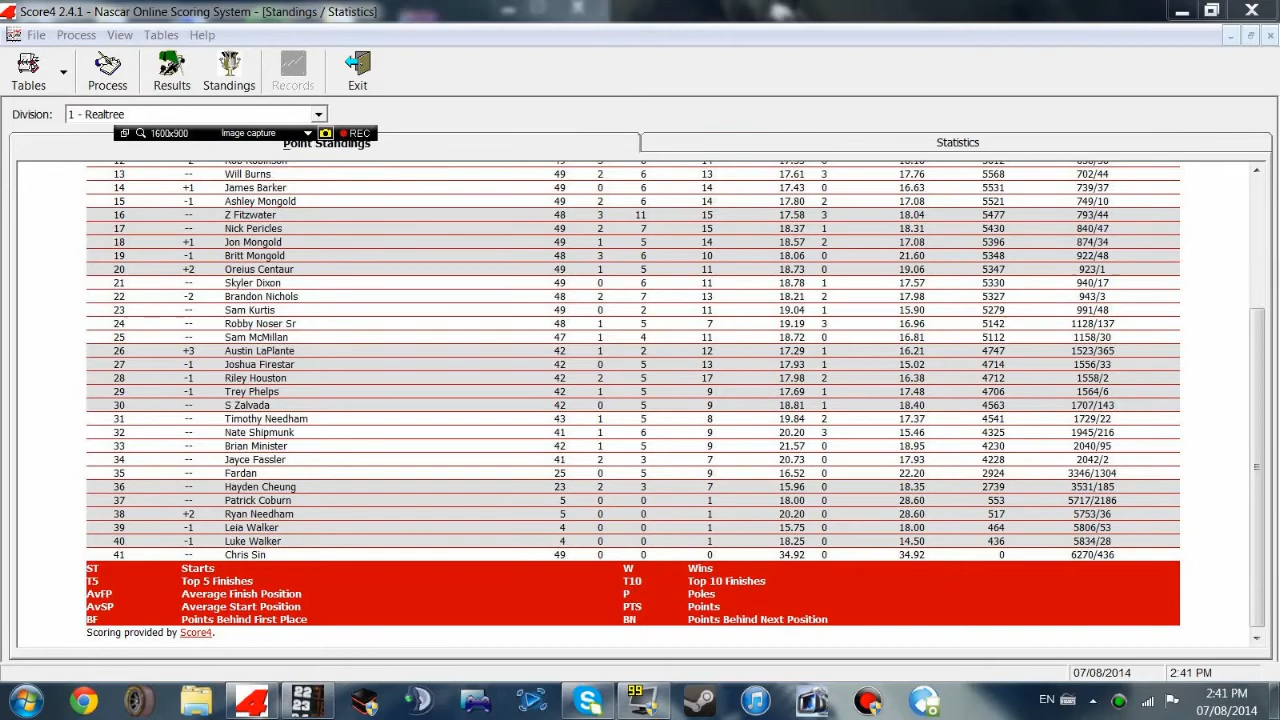 Score4 2.4.1 - Nascar Online Scoring System - [Standings / Statistics]
File Process View Tables Help
Tables Process Results Standings Records Exit
Division: 1 - Realtree
1600x900 Image capture REC
Point Standings Statistics
13 -- Will Burns 49 2 6 13 17.61 3 17.76 5568 702/44
14 +1 James Barker 49 2 6 14 17.43 0 16.63 5531 739/37
15 -1 Ashley Mongold 49 2 6 14 17.80 2 17.08 5521 749/10
16 -- Z Fitzwater 48 3 11 15 17.58 3 18.04 5477 793/44
17 -- Nick Pericles 49 2 7 15 18.37 1 18.31 5430 840/47
18 +1 Jon Mongold 49 1 5 14 18.57 2 17.08 5396 874/34
19 -1 Britt Mongold 48 3 6 10 18.06 0 21.60 5348 922/48
20 +2 Oreius Centaur 49 1 5 11 18.73 0 19.06 5347 923/1
21 -- Skyler Dixon 49 0 6 11 18.78 1 17.57 5330 940/17
22 -2 Brandon Nichols 48 2 7 13 18.21 2 17.98 5327 943/3
23 -- Sam Kurtis 49 0 2 11 19.04 1 15.90 5279 991/48
24 -- Robby Noser Sr 48 1 5 7 19.19 3 16.96 5142 1128/137
25 -- Sam McMillan 47 1 4 11 18.72 0 16.81 5112 1158/30
26 +3 Austin LaPlante 42 1 2 12 17.29 1 16.21 4747 1523/365
27 -1 Joshua Firestar 42 0 5 13 17.93 1 15.02 4714 1556/33
28 -1 Riley Houston 42 2 5 17 17.98 2 16.38 4712 1558/2
29 -1 Trey Phelps 42 1 5 9 17.69 1 17.48 4706 1564/6
30 -- S Zalvada 42 0 5 9 18.81 1 18.40 4563 1707/143
31 -- Timothy Needham 43 1 5 8 19.84 2 17.37 4541 1729/22
32 -- Nate Shipmunk 41 1 6 9 20.20 3 15.46 4325 1945/216
33 -- Brian Minister 42 1 5 9 21.57 0 18.95 4230 2040/95
34 -- Jayce Fassler 41 2 3 7 20.73 0 17.93 4228 2042/2
35 -- Fardan 25 0 5 9 16.52 0 22.20 2924 3346/1304
36 -- Hayden Cheung 23 2 3 7 15.96 0 18.35 2739 3531/185
37 -- Patrick Coburn 5 0 0 1 18.00 0 28.60 553 5717/2186
38 +2 Ryan Needham 5 0 0 1 20.20 0 28.60 517 5753/36
39 -1 Leia Walker 4 0 0 1 15.75 0 18.00 464 5806/53
40 -1 Luke Walker 4 0 0 1 18.25 0 14.50 436 5834/28
41 -- Chris Sin 49 0 0 0 34.92 0 34.92 0 6270/436
ST Starts W Wins
T5 Top 5 Finishes T10 Top 10 Finishes
AvFP Average Finish Position P Poles
AvSP Average Start Position PTS Points
BF Points Behind First Place BN Points Behind Next Position
Scoring provided by Score4.
07/08/2014 2:41 PM
99
22
23
EN
2:41 PM
07/08/2014